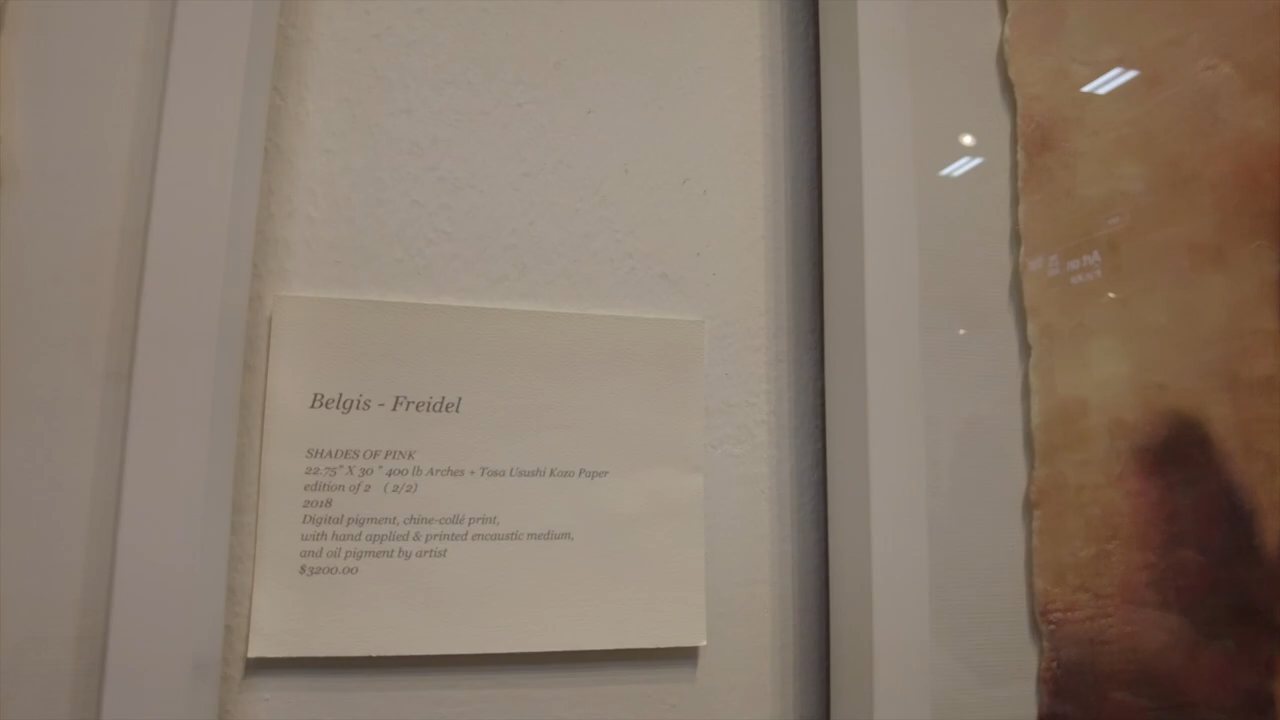 Belgis - Freidel
SHADES OF PINK
22.75" X 30 " 400 lb Arches + Tosa Usushi Kozo Paper
edition of 2 ( 2/2)
2018
Digital pigment, chine-collé print,
with hand applied & printed encaustic medium,
and oil pigment by artist
$3200.00